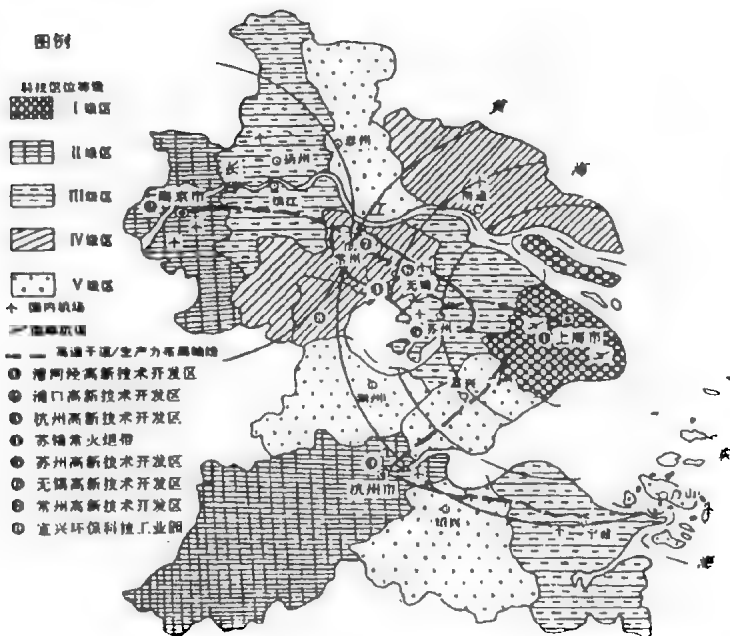 图例
科技区位等级
I 级区
II 级区
III级区
IV级区
V 级区
国内机场
国际机场
高速干道/生产力布局轴线
漕河泾高新技术开发区
浦口高新技术开发区
杭州高新技术开发区
苏锡常火炬带
苏州高新技术开发区
无锡高新技术开发区
常州高新技术开发区
宜兴环保科技工业园
黄
海
泰州
扬州
长
南京市
镇江
南通
常州
无锡
苏州
上海市
嘉兴
湖州
杭州市
绍兴
宁波
舟山